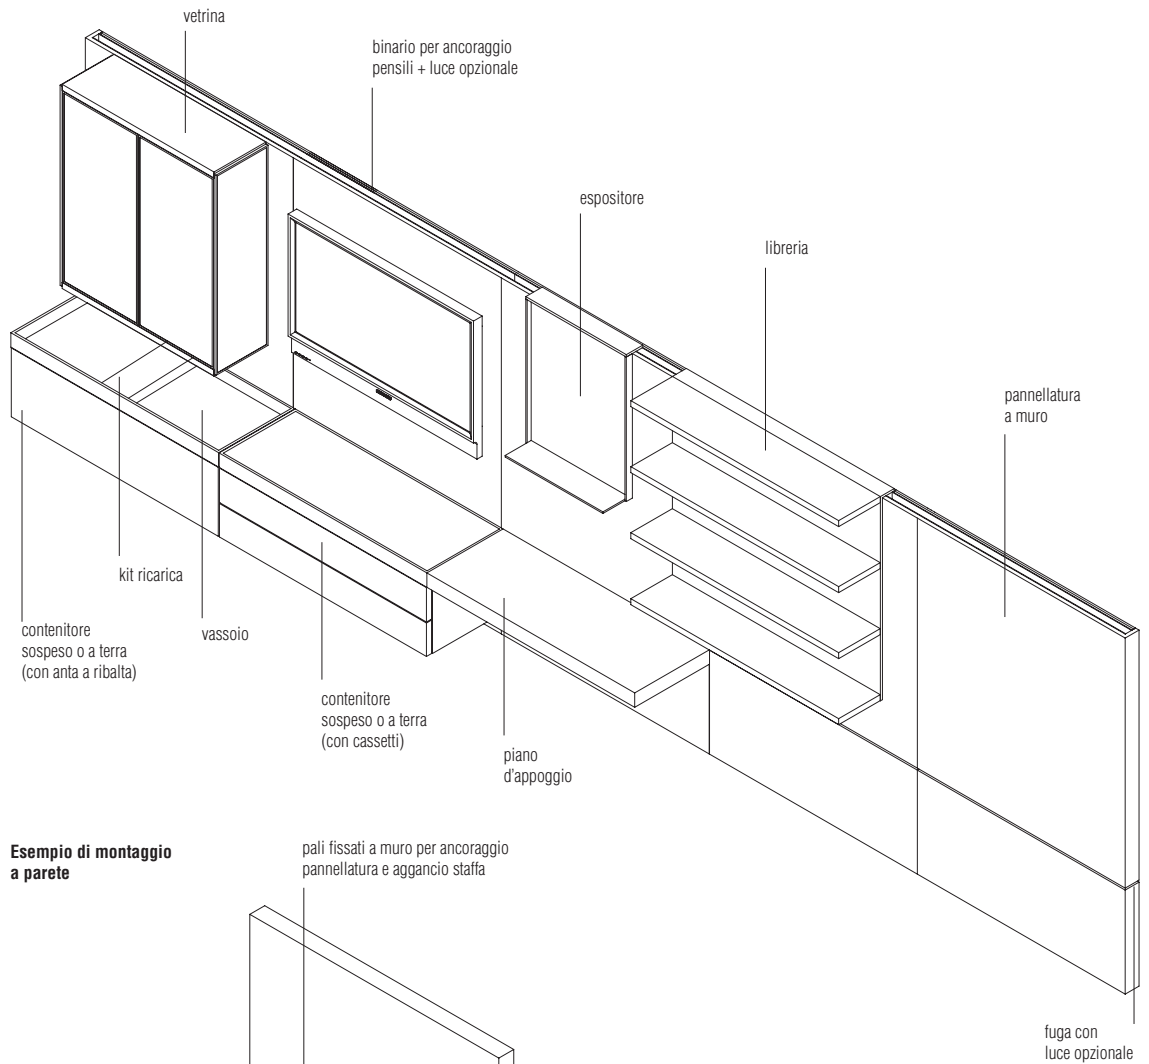 vetrina
binario per ancoraggio
pensili + luce opzionale
espositore
libreria
pannellatura
a muro
kit ricarica
vassoio
contenitore
sospeso o a terra
(con anta a ribalta)
contenitore
sospeso o a terra
(con cassetti)
piano
d'appoggio
Esempio di montaggio
a parete
pali fissati a muro per ancoraggio
pannellatura e aggancio staffa
fuga con
luce opzionale